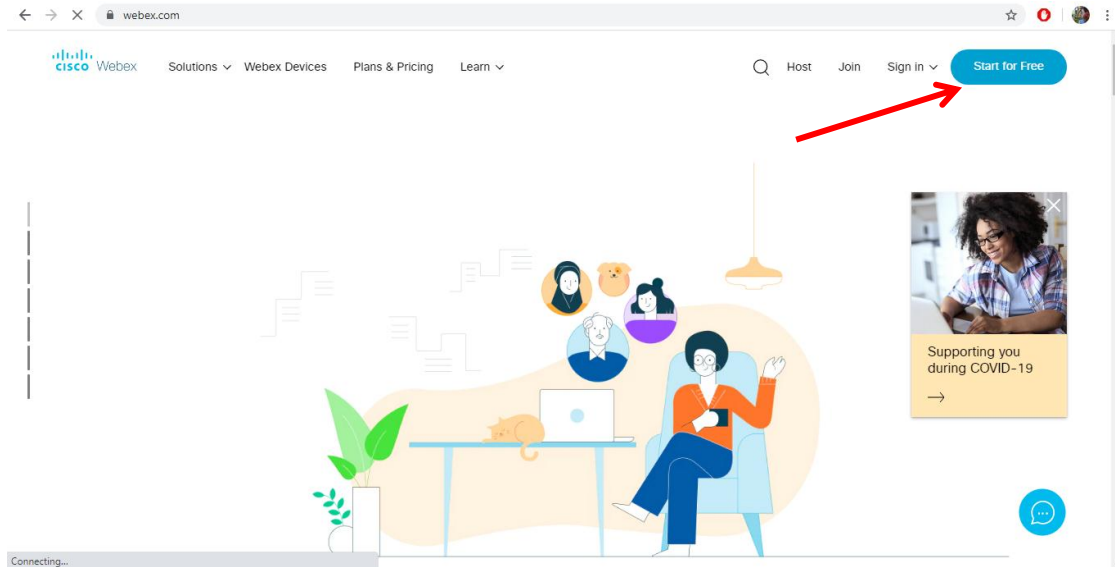 webex.com
CISCO Webex Solutions Webex Devices Plans & Pricing Learn Host Join Sign in Start for Free
Supporting you
during COVID-19
Connecting...